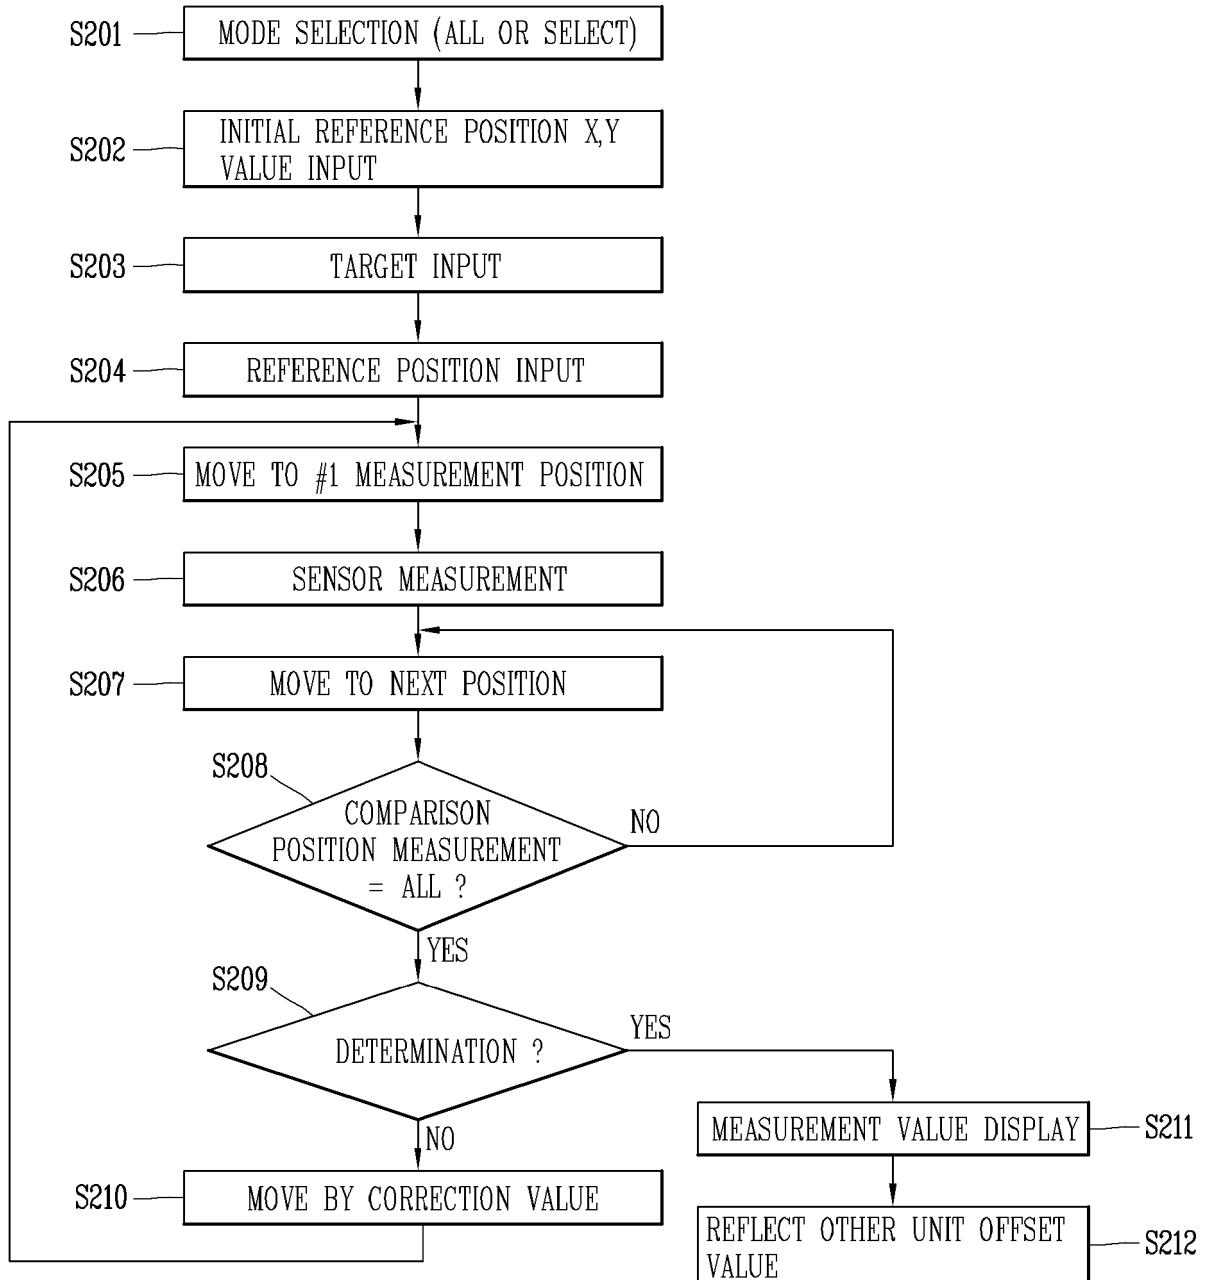 S201
MODE SELECTION (ALL OR SELECT)
S202
INITIAL REFERENCE POSITION X,Y
VALUE INPUT
S203
TARGET INPUT
S204
REFERENCE POSITION INPUT
S205
MOVE TO #1 MEASUREMENT POSITION
S206
SENSOR MEASUREMENT
S207
MOVE TO NEXT POSITION
S208
COMPARISON
POSITION MEASUREMENT
= ALL ?
NO
YES
S209
DETERMINATION ?
YES
NO
MEASUREMENT VALUE DISPLAY
S211
S210
MOVE BY CORRECTION VALUE
REFLECT OTHER UNIT OFFSET
VALUE
S212